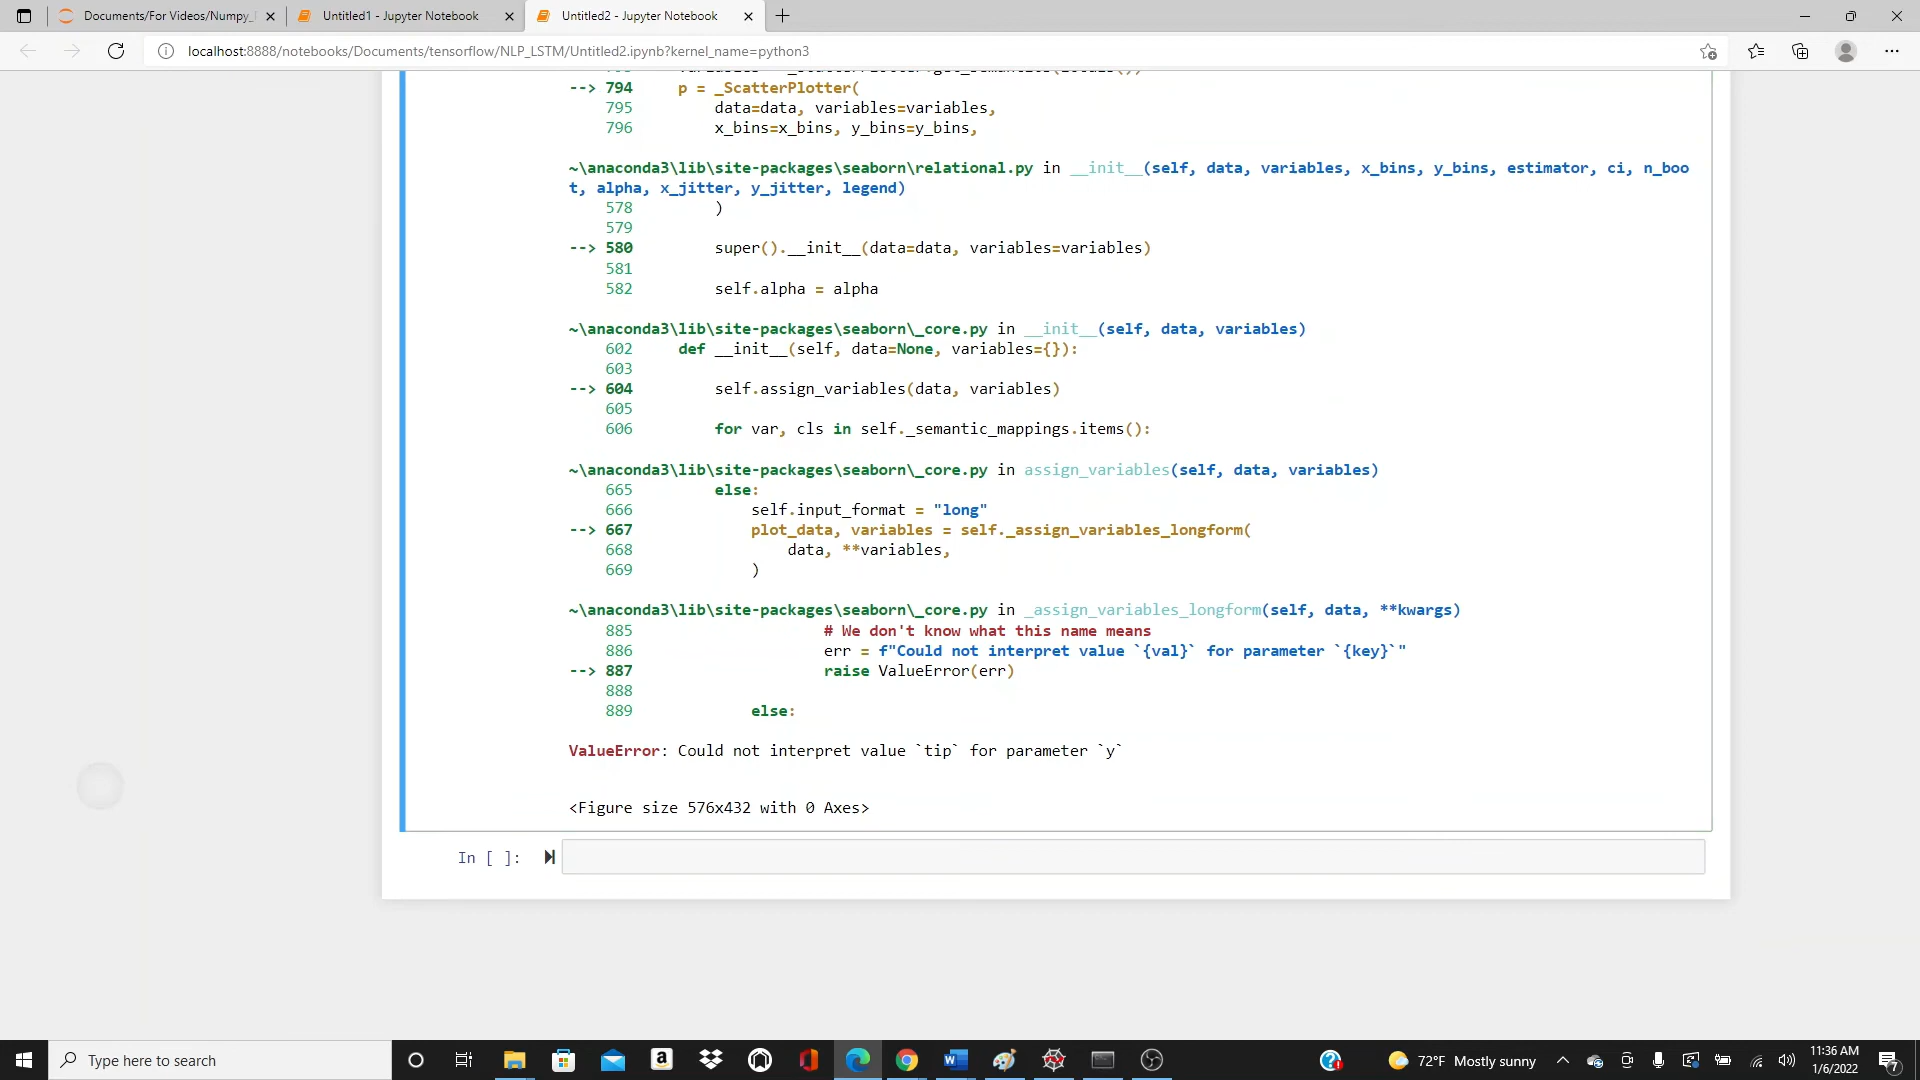 Documents/For Videos/Numpy_
Untitled1 - Jupyter Notebook
Untitled2 - Jupyter Notebook
localhost:8888/notebooks/Documents/tensorflow/NLP_LSTM/Untitled2.ipynb?kernel_name=python3
--> 794     p = _ScatterPlotter(
795         data=data, variables=variables,
796         x_bins=x_bins, y_bins=y_bins,
~\anaconda3\lib\site-packages\seaborn\relational.py in __init__(self, data, variables, x_bins, y_bins, estimator, ci, n_boo
t, alpha, x_jitter, y_jitter, legend)
578         )
579
--> 580         super().__init__(data=data, variables=variables)
581
582         self.alpha = alpha
~\anaconda3\lib\site-packages\seaborn\_core.py in __init__(self, data, variables)
602     def __init__(self, data=None, variables={}):
603
--> 604         self.assign_variables(data, variables)
605
606         for var, cls in self._semantic_mappings.items():
~\anaconda3\lib\site-packages\seaborn\_core.py in assign_variables(self, data, variables)
665         else:
666             self.input_format = "long"
--> 667             plot_data, variables = self._assign_variables_longform(
668                 data, **variables,
669             )
~\anaconda3\lib\site-packages\seaborn\_core.py in _assign_variables_longform(self, data, **kwargs)
885                     # We don't know what this name means
886                     err = f"Could not interpret value `{val}` for parameter `{key}`"
--> 887                     raise ValueError(err)
888
889             else:
ValueError: Could not interpret value `tip` for parameter `y`
<Figure size 576x432 with 0 Axes>
In [ ]:
Type here to search
72°F Mostly sunny
11:36 AM
1/6/2022
7